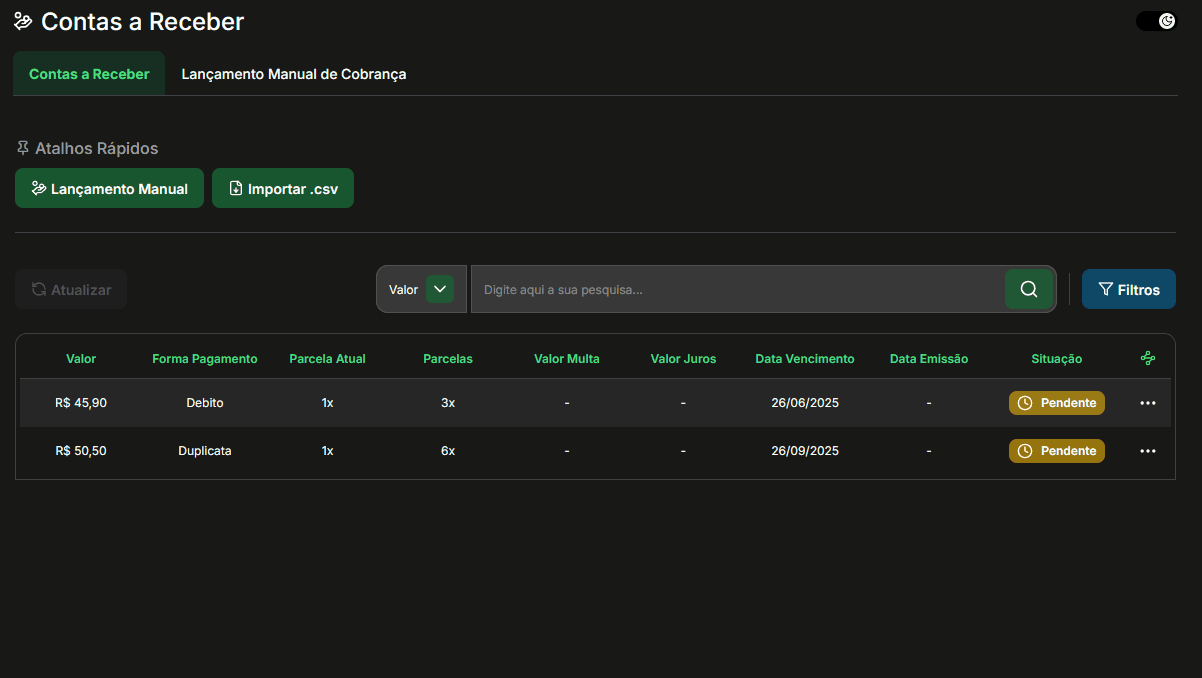 Contas a Receber
Contas a Receber Lançamento Manual de Cobrança
Atalhos Rápidos
Lançamento Manual Importar .csv
Atualizar Valor Digite aqui a sua pesquisa... Filtros
Valor Forma Pagamento Parcela Atual Parcelas Valor Multa Valor Juros Data Vencimento Data Emissão Situação
R$ 45,90 Debito 1x 3x - - 26/06/2025 - Pendente
R$ 50,50 Duplicata 1x 6x - - 26/09/2025 - Pendente